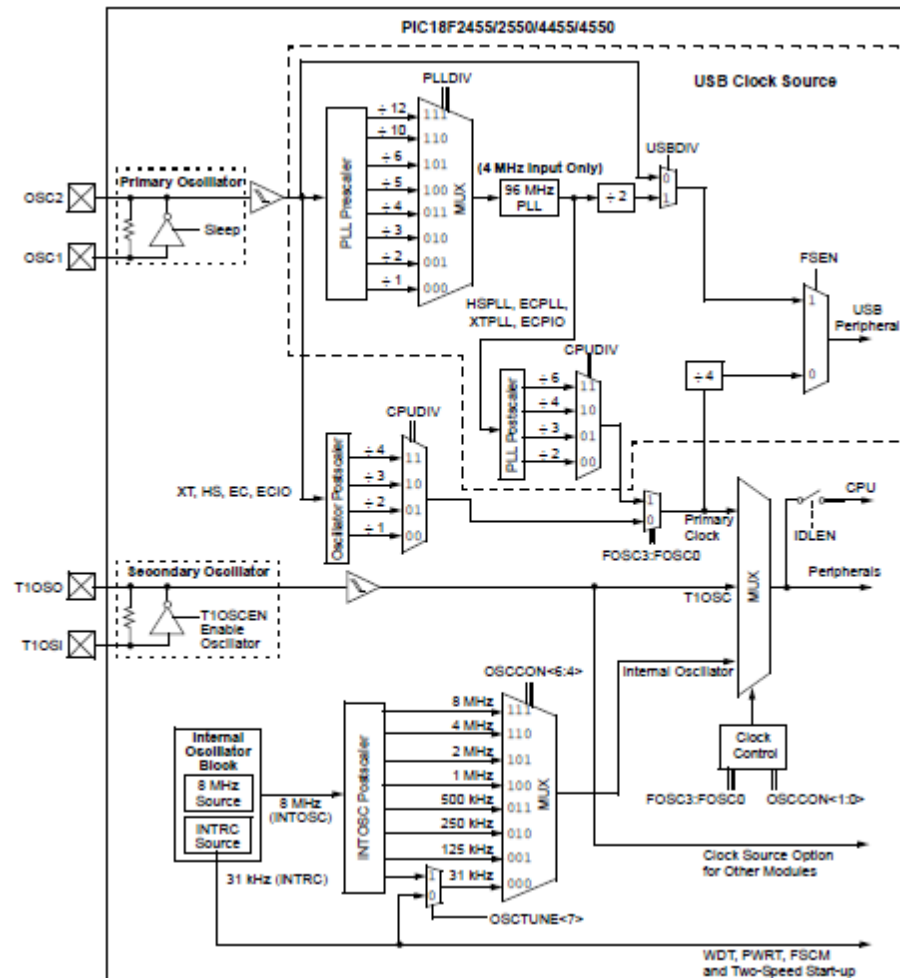 PIC18F2455/2550/4455/4550
USB Clock Source
PLLDIV
÷ 12
÷ 10
÷ 6
÷ 5
÷ 4
÷ 3
÷ 2
÷ 1
PLL Prescaler
111
110
101
100
011
010
001
000
MUX
(4 MHz Input Only)
96 MHz
PLL
÷ 2
USBDIV
0
1
FSEN
1
0
USB
Peripheral
OSC2
OSC1
Primary Oscillator
Sleep
HSPLL, ECPLL,
XTPLL, ECPIO
CPUDIV
PLL Postscaler
÷ 6
÷ 4
÷ 3
÷ 2
11
10
01
00
÷ 4
CPUDIV
XT, HS, EC, ECIO
Oscillator Postscaler
÷ 4
÷ 3
÷ 2
÷ 1
11
10
01
00
1
0
Primary
Clock
FOSC3:FOSC0
CPU
IDLEN
Peripherals
MUX
T1OSO
T1OSI
Secondary Oscillator
T1OSCEN
Enable
Oscillator
T1OSC
Internal Oscillator
OSCCON<6:4>
Internal
Oscillator
Block
8 MHz
Source
INTRC
Source
8 MHz
(INTOSC)
31 kHz (INTRC)
INTOSC Postscaler
8 MHz
4 MHz
2 MHz
1 MHz
500 kHz
250 kHz
125 kHz
31 kHz
1
0
111
110
101
100
011
010
001
000
MUX
OSCTUNE<7>
Clock
Control
FOSC3:FOSC0
OSCCON<1:0>
Clock Source Option
for Other Modules
WDT, PWRT, FSCM
and Two-Speed Start-up